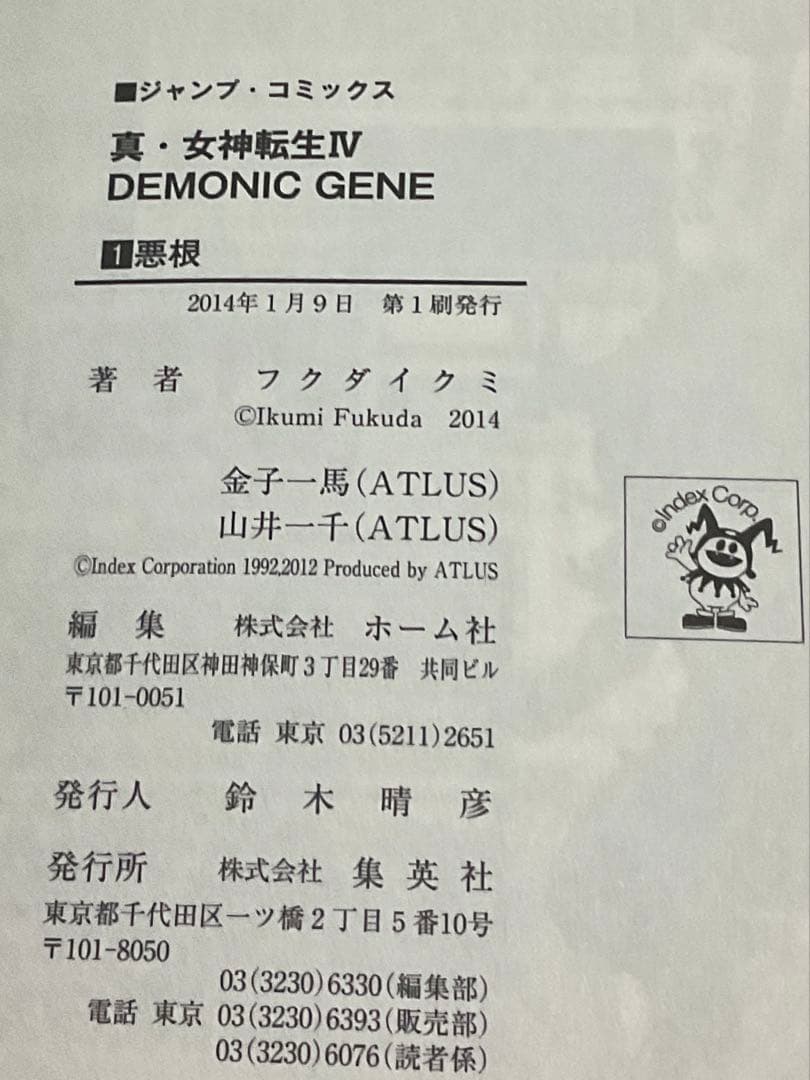 ■ジャンプ・コミックス
真・女神転生Ⅳ
DEMONIC GENE
1悪根
2014年1月9日 第1刷発行
著者 フクダイクミ
©Ikumi Fukuda 2014
金子一馬(ATLUS)
山井一千(ATLUS)
©Index Corporation 1992,2012 Produced by ATLUS
©Index Corp.
編集 株式会社 ホーム社
東京都千代田区神田神保町3丁目29番 共同ビル
〒101-0051
電話 東京 03(5211)2651
発行人 鈴木晴彦
発行所 株式会社 集英社
東京都千代田区一ツ橋2丁目5番10号
〒101-8050
03(3230)6330(編集部)
電話 東京 03(3230)6393(販売部)
03(3230)6076(読者係)